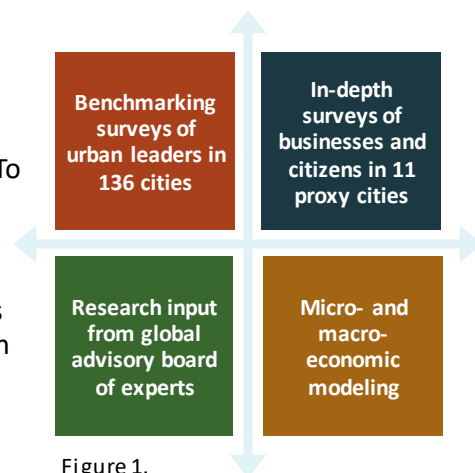 Benchmarking
surveys of
urban leaders in
136 cities
In-depth
surveys of
businesses and
citizens in 11
proxy cities
To
s
n
Research input
from global
advisory board
of experts
Micro- and
macro-
economic
modeling
Figure 1.